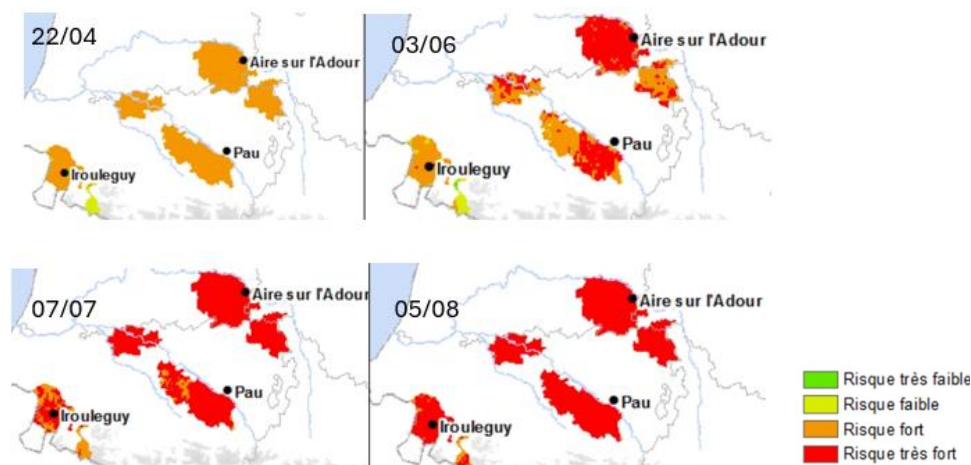 22/04
Aire sur l'Adour
Pau
Irouleguy
03/06
Aire sur l'Adour
Pau
Irouleguy
07/07
Aire sur l'Adour
Pau
Irouleguy
05/08
Aire sur l'Adour
Pau
Irouleguy
Risque très faible
Risque faible
Risque fort
Risque très fort